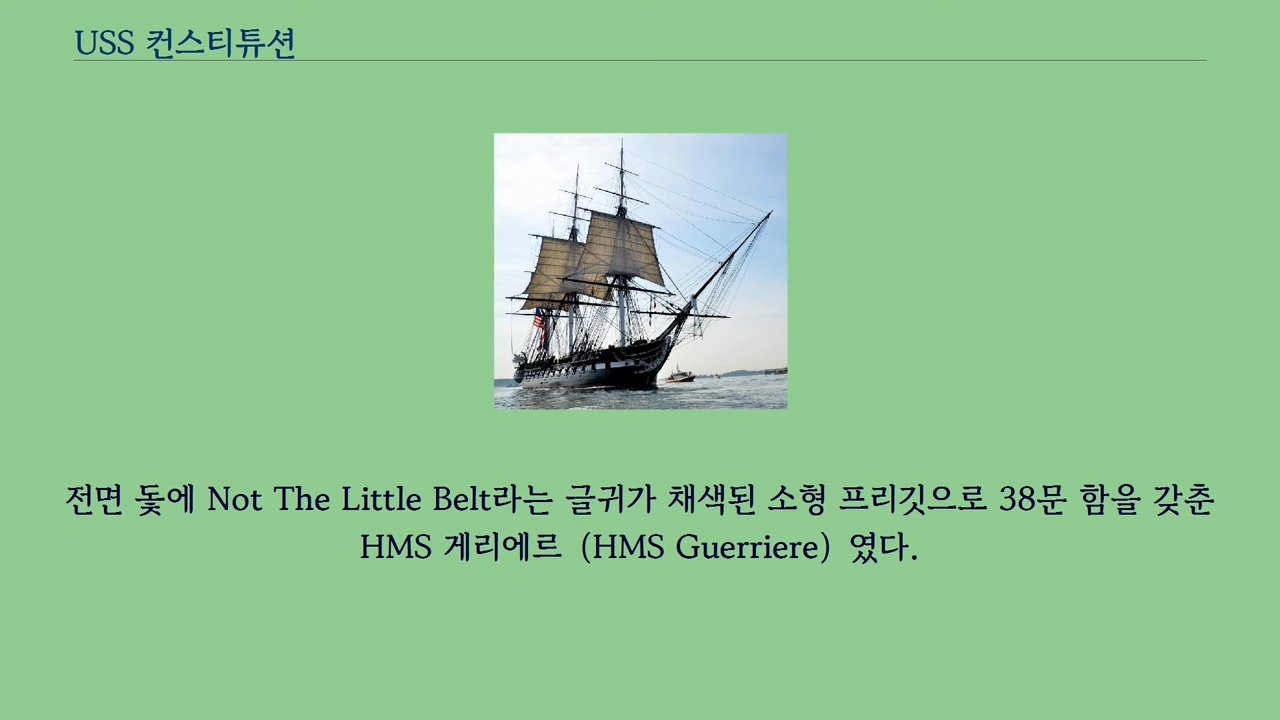 USS 컨스티튜션
전면 돛에 Not The Little Belt라는 글귀가 채색된 소형 프리깃으로 38문 함을 갖춘
HMS 게리에르 (HMS Guerriere) 였다.